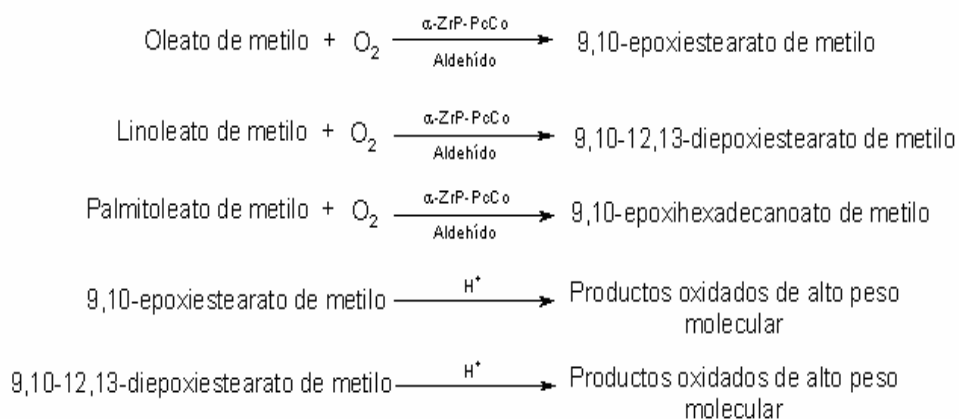 Oleato de metilo + O2 α-ZrP-PcCo Aldehído 9,10-epoxiestearato de metilo
Linoleato de metilo + O2 α-ZrP-PcCo Aldehído 9,10-12,13-diepoxiestearato de metilo
Palmitoleato de metilo + O2 α-ZrP-PcCo Aldehído 9,10-epoxihexadecanoato de metilo
9,10-epoxiestearato de metilo H+ Productos oxidados de alto peso
molecular
9,10-12,13-diepoxiestearato de metilo H+ Productos oxidados de alto peso
molecular